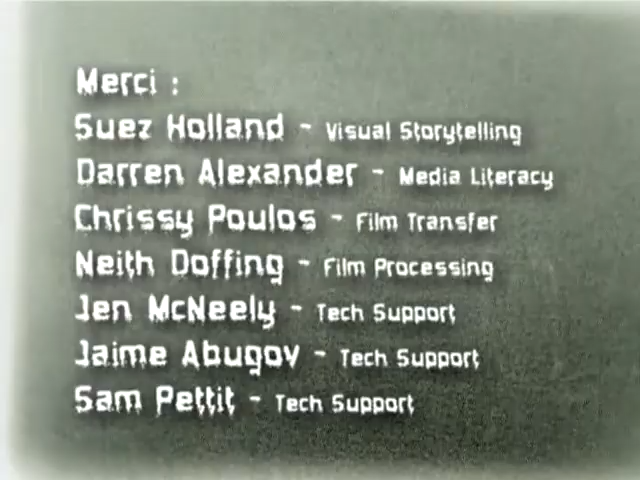 Merci :
Suez Holland - Visual Storytelling
Darren Alexander - Media Literacy
Chrissy Poulos - Film Transfer
Neith Doffing - Film Processing
Jen McNeely - Tech Support
Jaime Abugov - Tech Support
Sam Pettit - Tech Support